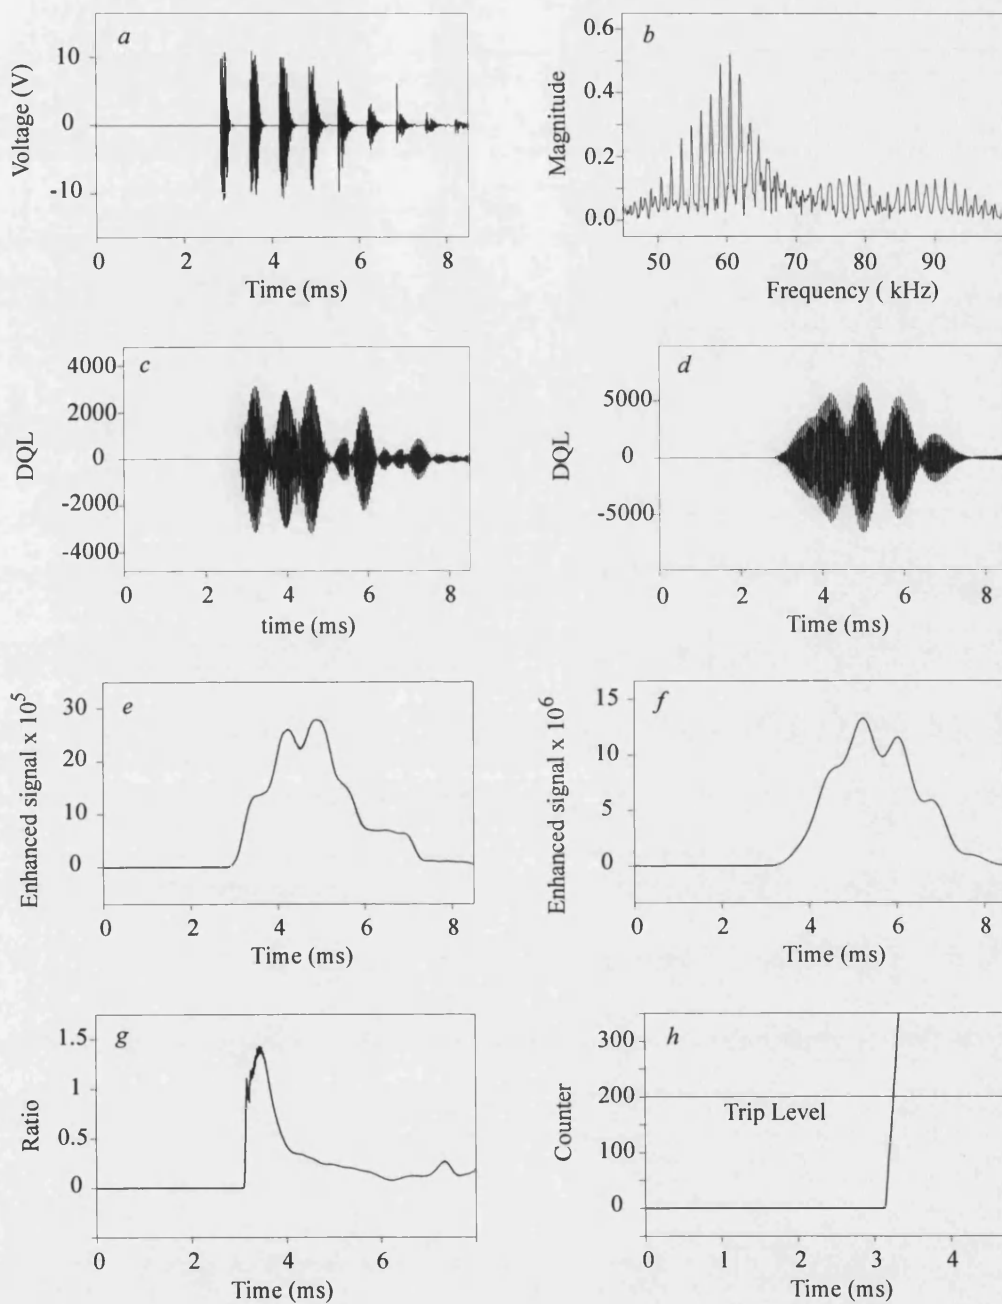 a
Voltage (V)
10
0
-10
0 2 4 6 8
Time (ms)
b
Magnitude
0.6
0.4
0.2
0.0
50 60 70 80 90
Frequency ( kHz)
c
DQL
4000
2000
0
-2000
-4000
0 2 4 6 8
time (ms)
d
DQL
5000
0
-5000
0 2 4 6 8
Time (ms)
e
Enhanced signal x 10⁵
30
20
10
0
0 2 4 6 8
Time (ms)
f
Enhanced signal x 10⁶
15
10
5
0
0 2 4 6 8
Time (ms)
g
Ratio
1.5
1
0.5
0
0 2 4 6
Time (ms)
h
Counter
300
200
100
0
Trip Level
0 1 2 3 4
Time (ms)